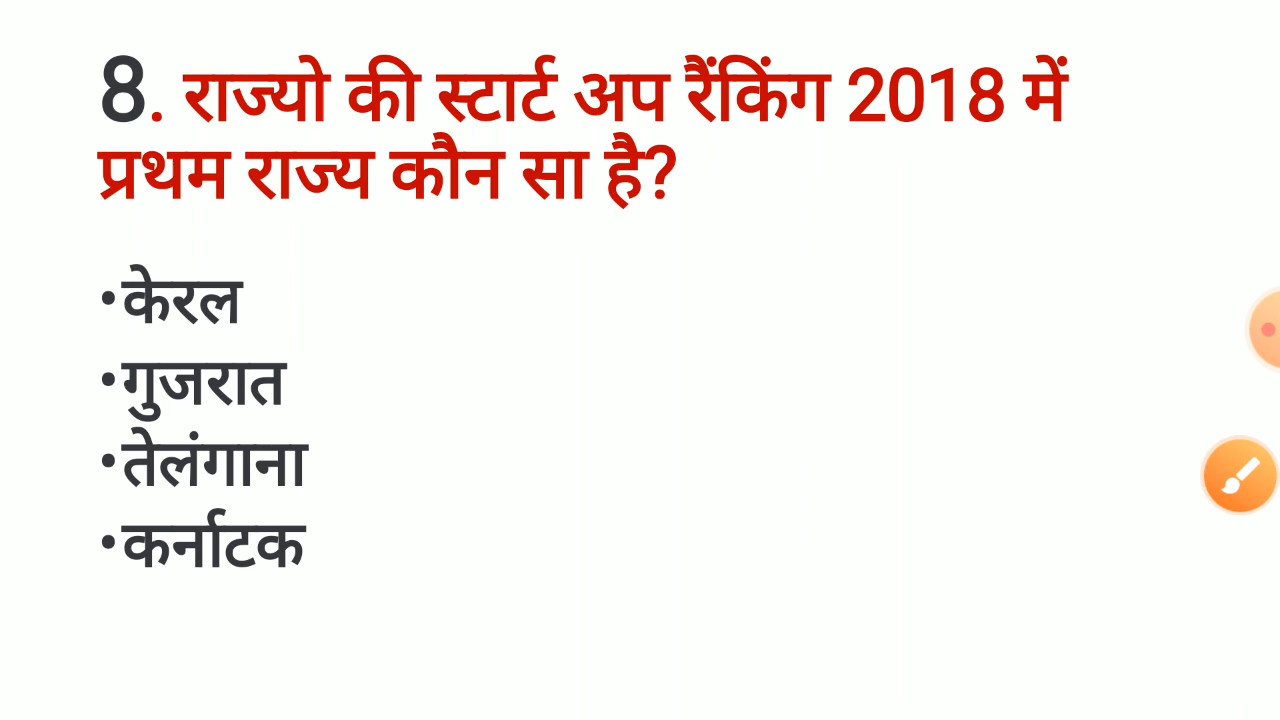 8. राज्यो की स्टार्ट अप रैंकिंग 2018 में
प्रथम राज्य कौन सा है?
•केरल
•गुजरात
•तेलंगाना
•कर्नाटक